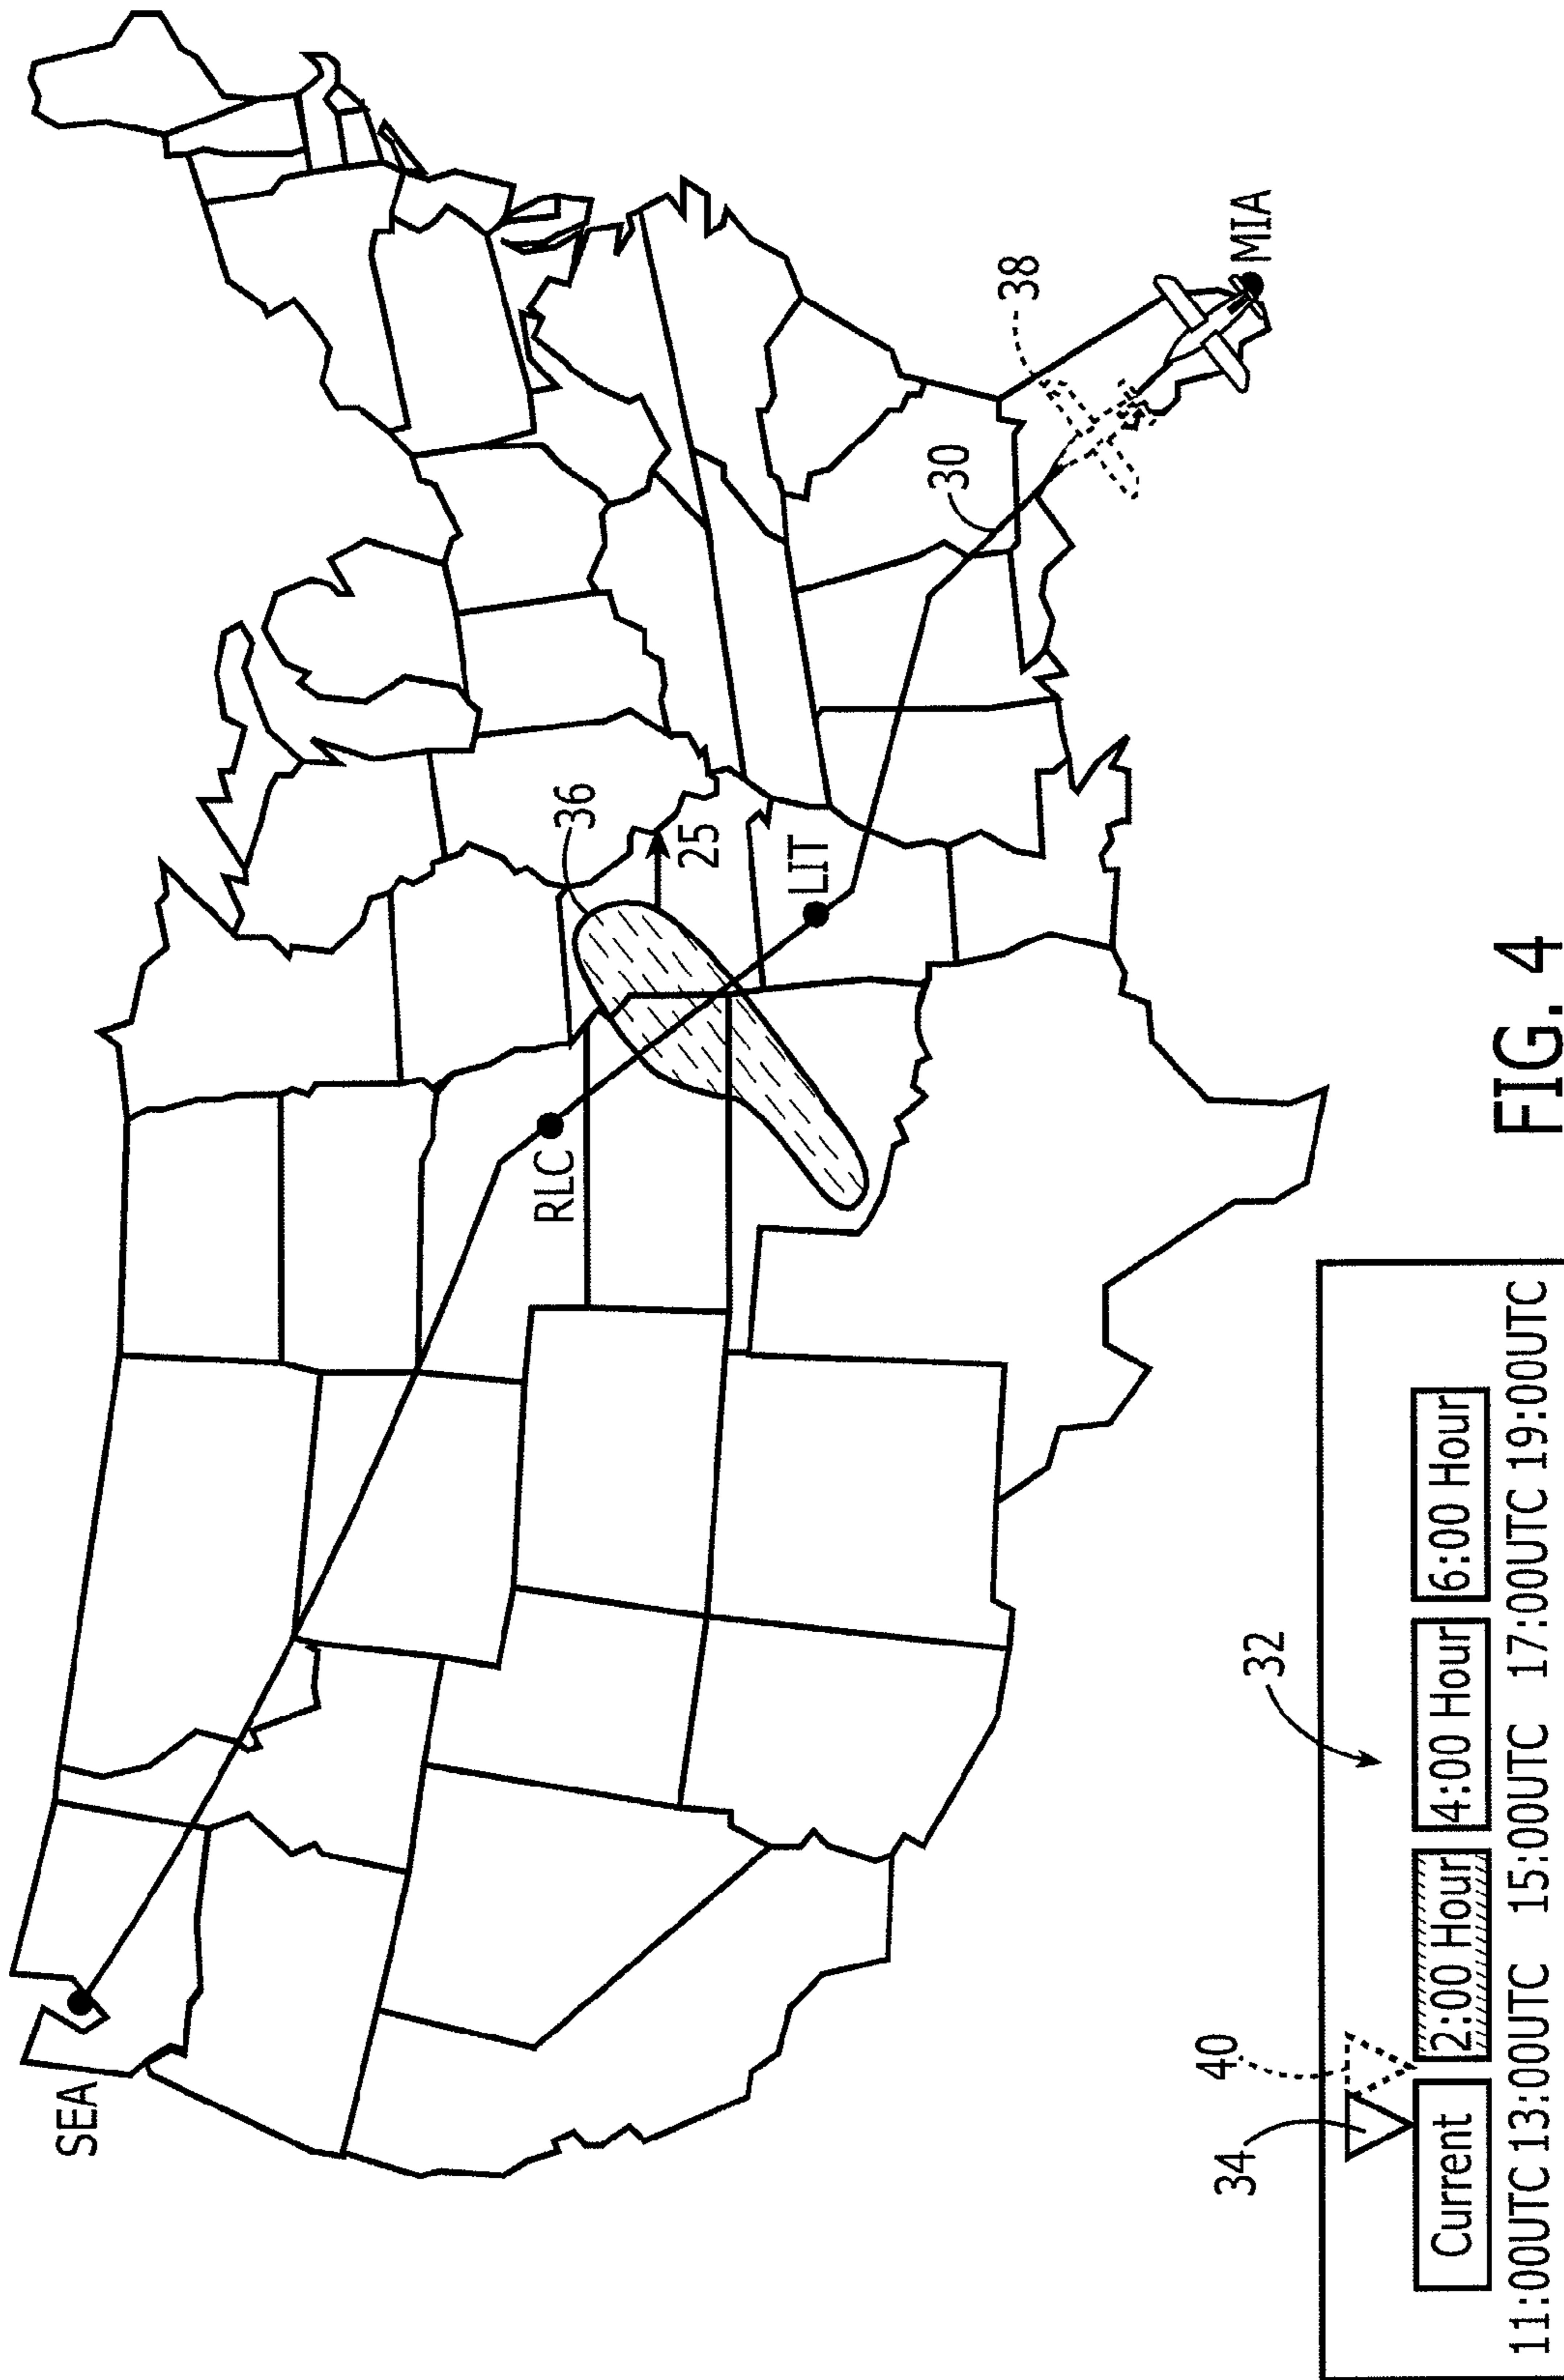 SEA
RLC
36
25
LIT
30
38
MIA
32
34
40
Current
2:00 Hour
4:00 Hour
6:00 Hour
11:00UTC 13:00UTC 15:00UTC 17:00UTC 19:00UTC
FIG. 4